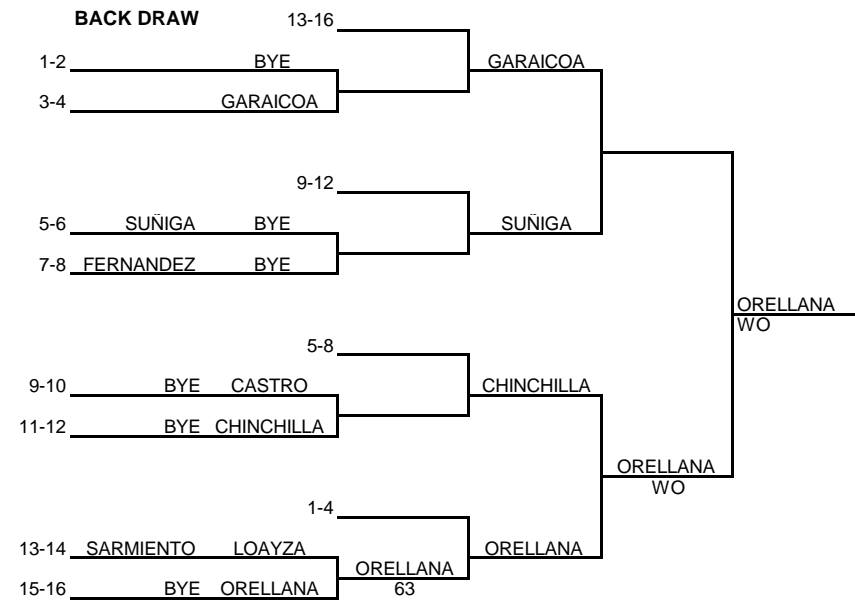 BACK DRAW 13-16
1-2 BYE GARAICOA
3-4 GARAICOA
9-12
5-6 SUÑIGA BYE SUÑIGA
7-8 FERNANDEZ BYE
ORELLANA
WO
5-8
9-10 BYE CASTRO CHINCHILLA
11-12 BYE CHINCHILLA
ORELLANA
WO
1-4
13-14 SARMIENTO LOAYZA ORELLANA
ORELLANA
15-16 BYE ORELLANA 63